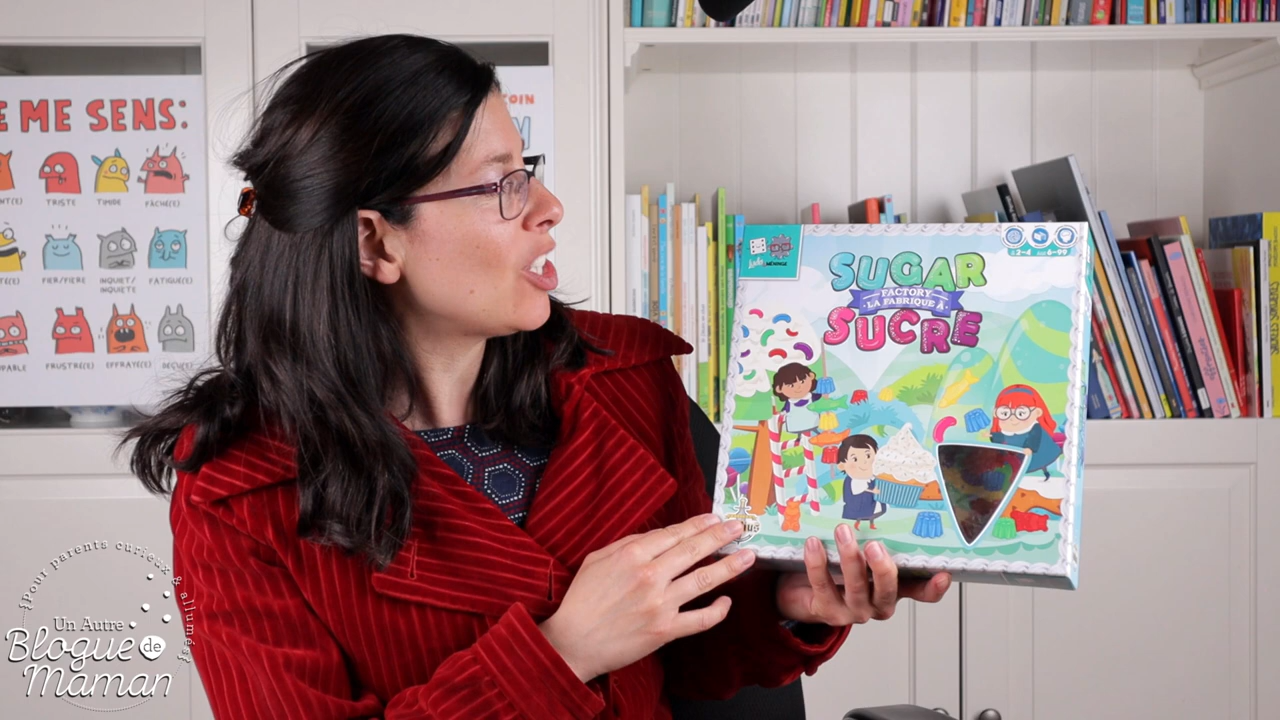 E ME SENS:
TRISTE TIMIDE FÂCHÉ(E)
FIER/FIÈRE INQUIET/INQUIÈTE FATIGUÉ(E)
FRUSTRÉ(E) EFFRAYÉ(E) DÉÇU(E)
SUGAR
FACTORY
LA FABRIQUE À
SUCRE
2-4 6-99
¡Pour parents curieux & allumés!
Un Autre
Blogue de
Maman